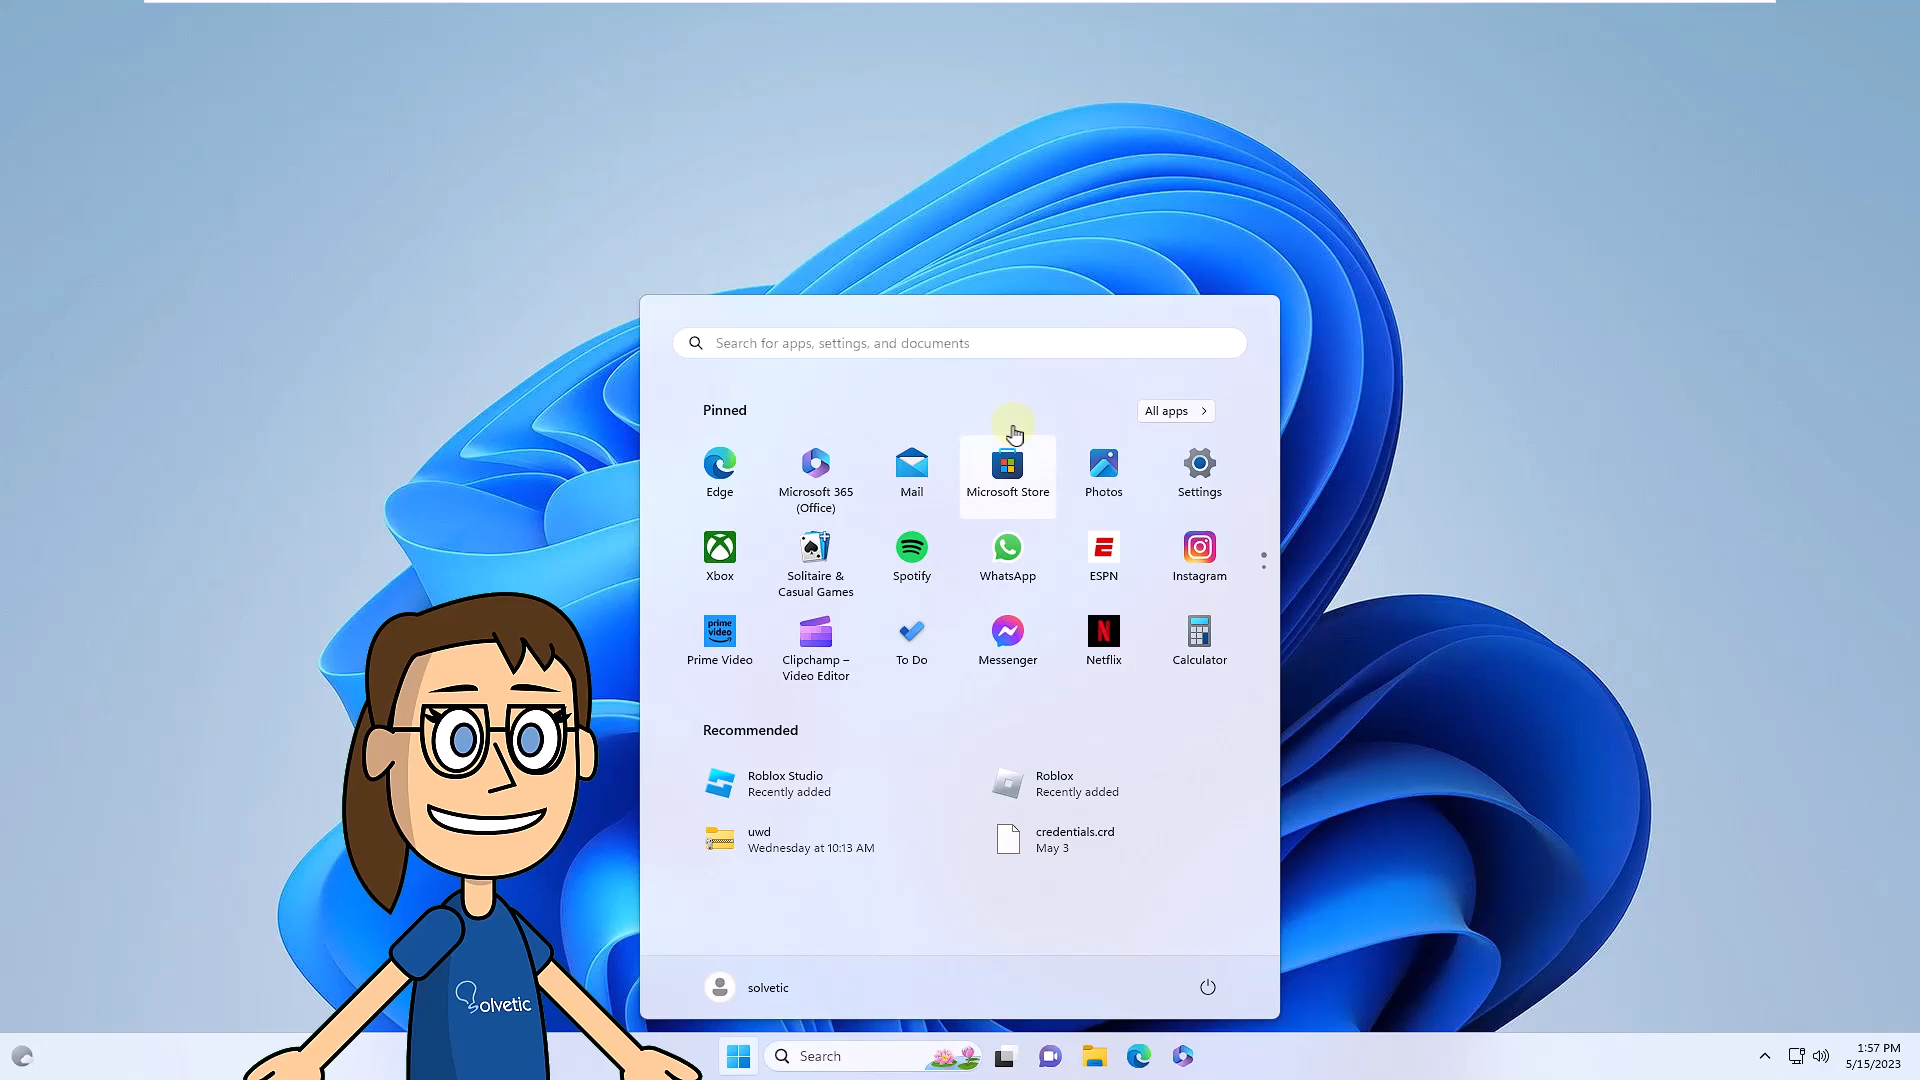 Search for apps, settings, and documents
Pinned
All apps
Edge
Microsoft 365
(Office)
Mail
Microsoft Store
Photos
Settings
Xbox
Solitaire &
Casual Games
Spotify
WhatsApp
ESPN
Instagram
prime
video
Prime Video
Clipchamp –
Video Editor
To Do
Messenger
Netflix
Calculator
Recommended
Roblox Studio
Recently added
Roblox
Recently added
uwd
Wednesday at 10:13 AM
credentials.crd
May 3
solvetic
Solvetic
Search
1:57 PM
5/15/2023